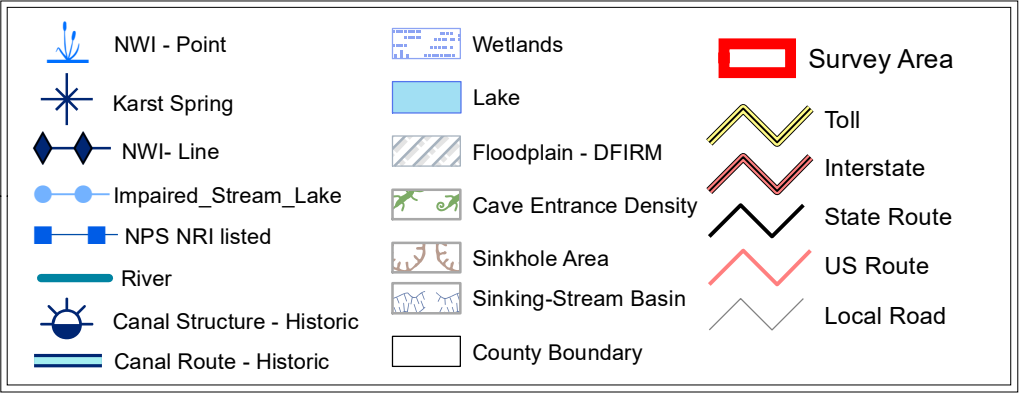 NWI - Point
Karst Spring
NWI- Line
Impaired_Stream_Lake
NPS NRI listed
River
Canal Structure - Historic
Canal Route - Historic
Wetlands
Lake
Floodplain - DFIRM
Cave Entrance Density
Sinkhole Area
Sinking-Stream Basin
County Boundary
Survey Area
Toll
Interstate
State Route
US Route
Local Road